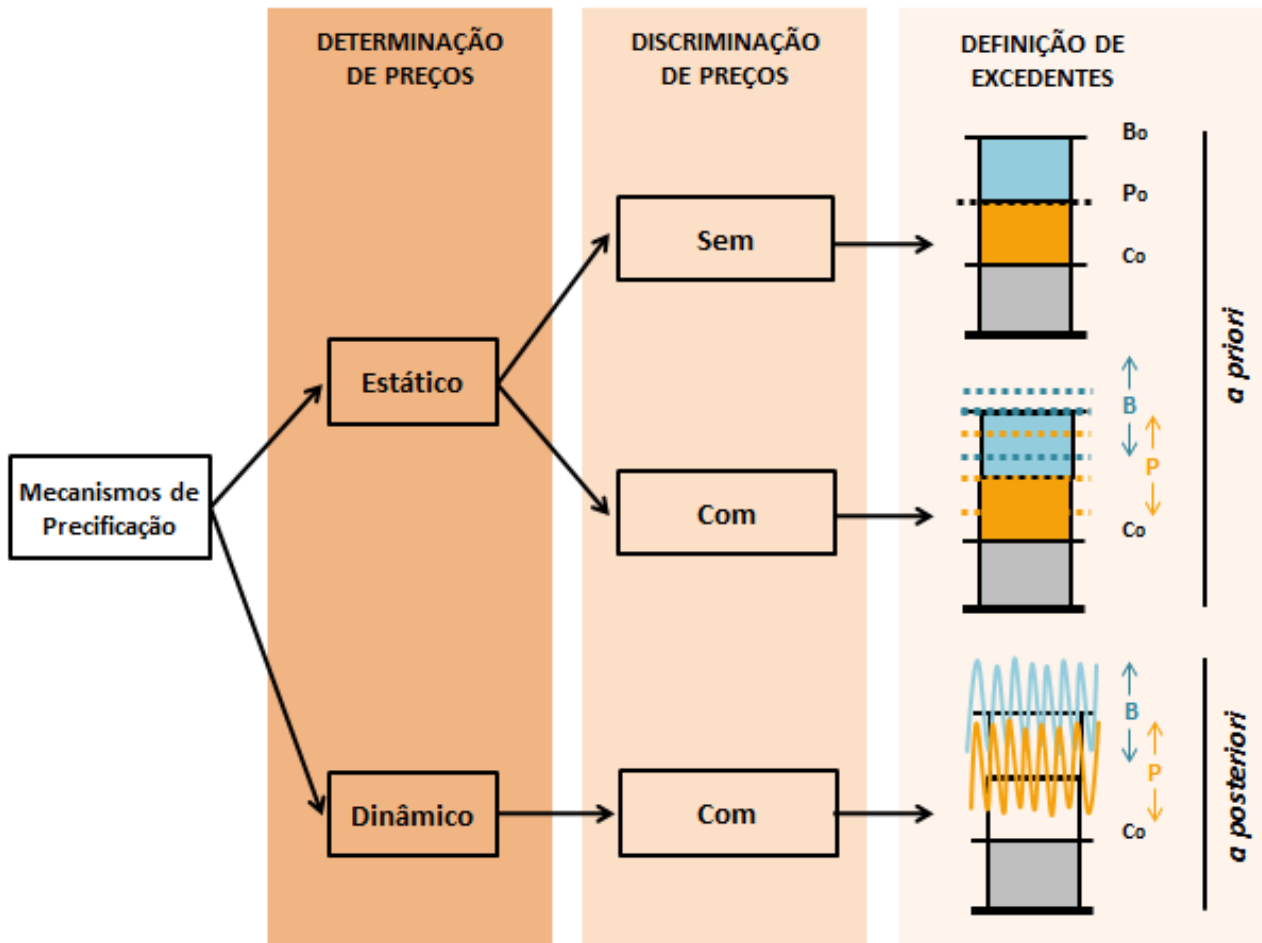 DETERMINAÇÃO
DE PREÇOS
DISCRIMINAÇÃO
DE PREÇOS
DEFINIÇÃO DE
EXCEDENTES
Mecanismos de
Precificação
Estático
Dinâmico
Sem
Com
Com
Bo
Po
Co
B
P
Co
a priori
B
P
Co
a posteriori